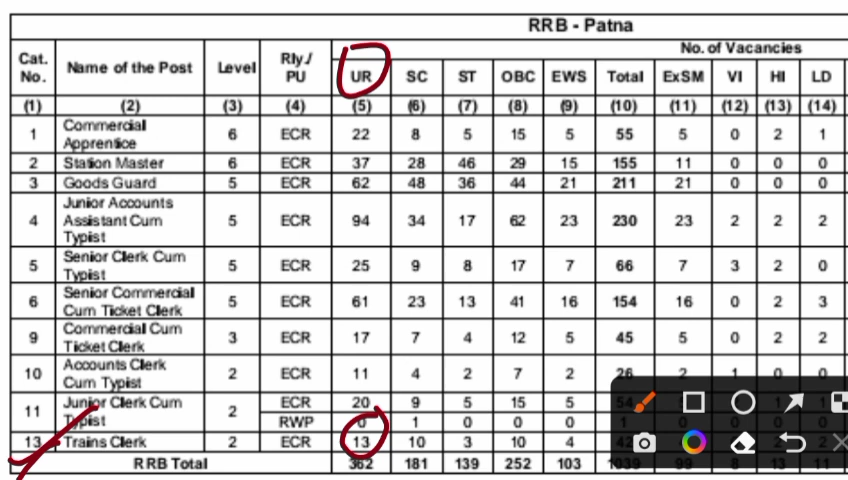 RRB - Patna
Cat. No. Name of the Post Level Rly./ PU No. of Vacancies
UR SC ST OBC EWS Total ExSM VI HI LD
(1) (2) (3) (4) (5) (6) (7) (8) (9) (10) (11) (12) (13) (14)
1 Commercial Apprentice 6 ECR 22 8 5 15 5 55 5 0 2 1
2 Station Master 6 ECR 37 28 46 29 15 155 11 0 0 0
3 Goods Guard 5 ECR 62 48 36 44 21 211 21 0 0 0
4 Junior Accounts Assistant Cum Typist 5 ECR 94 34 17 62 23 230 23 2 2 2
5 Senior Clerk Cum Typist 5 ECR 25 9 8 17 7 66 7 3 2 0
6 Senior Commercial Cum Ticket Clerk 5 ECR 61 23 13 41 16 154 16 0 2 3
9 Commercial Cum Ticket Clerk 3 ECR 17 7 4 12 5 45 5 0 2 2
10 Accounts Clerk Cum Typist 2 ECR 11 4 2 7 2 26 2 1 0 0
11 Junior Clerk Cum Typist 2 ECR 20 9 5 15 5
RWP 0 1 0 0 0
13 Trains Clerk 2 ECR 13 10 3 10 4
RRB Total 362 181 139 252 103